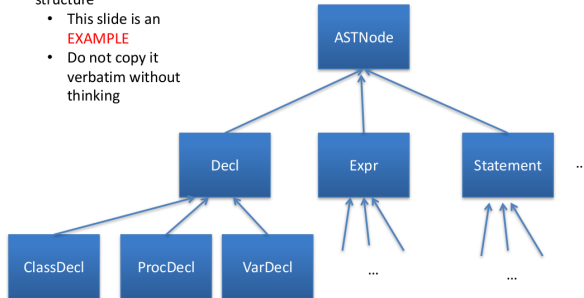 structure
• This slide is an
EXAMPLE
• Do not copy it
verbatim without
thinking
ASTNode
Decl
Expr
Statement
..
ClassDecl
ProcDecl
VarDecl
...
...